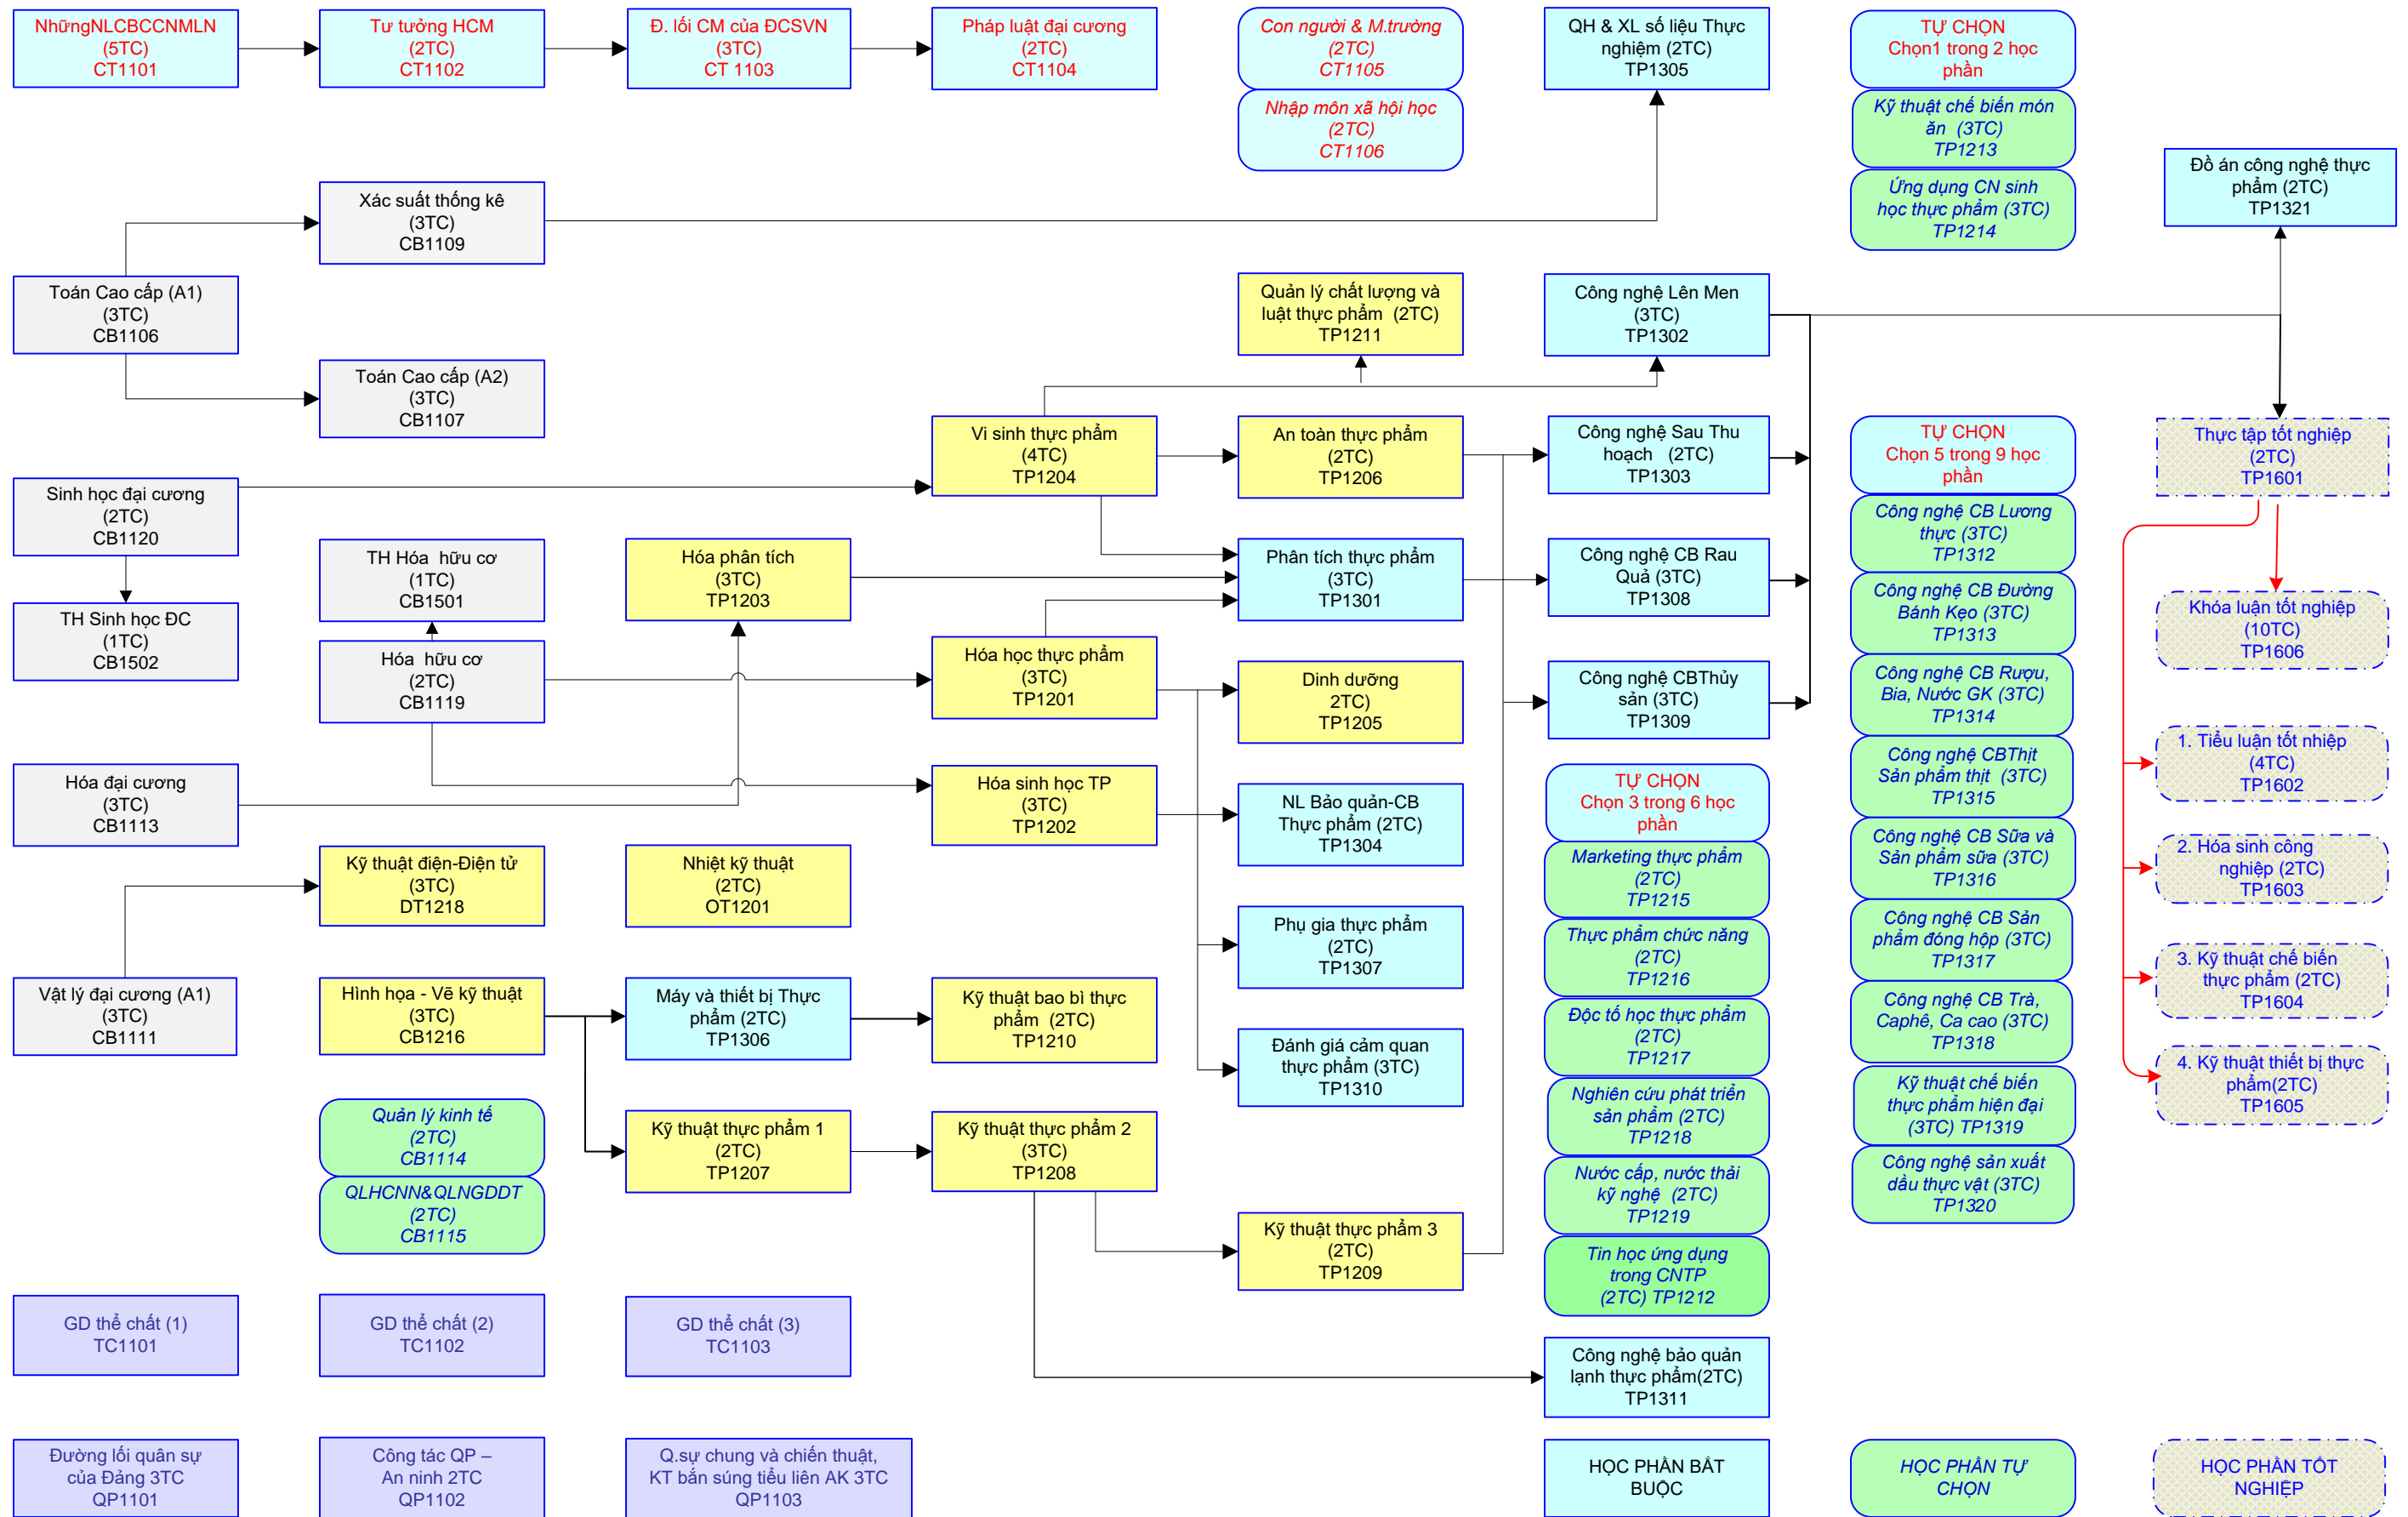 NhữngNLCBCCNMLN
(5TC)
CT1101
Tư tưởng HCM
(2TC)
CT1102
Đ. lối CM của ĐCSVN
(3TC)
CT 1103
Pháp luật đại cương
(2TC)
CT1104
Con người & M.trường
(2TC)
CT1105
Nhập môn xã hội học
(2TC)
CT1106
QH & XL số liệu Thực
nghiệm (2TC)
TP1305
TỰ CHỌN
Chọn1 trong 2 học
phần
Kỹ thuật chế biến món
ăn (3TC)
TP1213
Ứng dụng CN sinh
học thực phẩm (3TC)
TP1214
Đồ án công nghệ thực
phẩm (2TC)
TP1321
Xác suất thống kê
(3TC)
CB1109
Toán Cao cấp (A1)
(3TC)
CB1106
Toán Cao cấp (A2)
(3TC)
CB1107
Quản lý chất lượng và
luật thực phẩm (2TC)
TP1211
Công nghệ Lên Men
(3TC)
TP1302
Sinh học đại cương
(2TC)
CB1120
TH Sinh học ĐC
(1TC)
CB1502
TH Hóa hữu cơ
(1TC)
CB1501
Hóa hữu cơ
(2TC)
CB1119
Hóa phân tích
(3TC)
TP1203
Vi sinh thực phẩm
(4TC)
TP1204
An toàn thực phẩm
(2TC)
TP1206
Công nghệ Sau Thu
hoạch (2TC)
TP1303
Phân tích thực phẩm
(3TC)
TP1301
Công nghệ CB Rau
Quả (3TC)
TP1308
Hóa học thực phẩm
(3TC)
TP1201
Dinh dưỡng
2TC)
TP1205
Công nghệ CBThủy
sản (3TC)
TP1309
Hóa đại cương
(3TC)
CB1113
Hóa sinh học TP
(3TC)
TP1202
NL Bảo quản-CB
Thực phẩm (2TC)
TP1304
Kỹ thuật điện-Điện tử
(3TC)
DT1218
Nhiệt kỹ thuật
(2TC)
OT1201
Phụ gia thực phẩm
(2TC)
TP1307
Vật lý đại cương (A1)
(3TC)
CB1111
Hình họa - Vẽ kỹ thuật
(3TC)
CB1216
Máy và thiết bị Thực
phẩm (2TC)
TP1306
Kỹ thuật bao bì thực
phẩm (2TC)
TP1210
Đánh giá cảm quan
thực phẩm (3TC)
TP1310
Quản lý kinh tế
(2TC)
CB1114
QLHCNN&QLNGDDT
(2TC)
CB1115
Kỹ thuật thực phẩm 1
(2TC)
TP1207
Kỹ thuật thực phẩm 2
(3TC)
TP1208
Kỹ thuật thực phẩm 3
(2TC)
TP1209
TỰ CHỌN
Chọn 3 trong 6 học
phần
Marketing thực phẩm
(2TC)
TP1215
Thực phẩm chức năng
(2TC)
TP1216
Độc tố học thực phẩm
(2TC)
TP1217
Nghiên cứu phát triển
sản phẩm (2TC)
TP1218
Nước cấp, nước thải
kỹ nghệ (2TC)
TP1219
Tin học ứng dụng
trong CNTP
(2TC) TP1212
Công nghệ bảo quản
lạnh thực phẩm(2TC)
TP1311
TỰ CHỌN
Chọn 5 trong 9 học
phần
Công nghệ CB Lương
thực (3TC)
TP1312
Công nghệ CB Đường
Bánh Kẹo (3TC)
TP1313
Công nghệ CB Rượu,
Bia, Nước GK (3TC)
TP1314
Công nghệ CBThịt
Sản phẩm thịt (3TC)
TP1315
Công nghệ CB Sữa và
Sản phẩm sữa (3TC)
TP1316
Công nghệ CB Sản
phẩm đóng hộp (3TC)
TP1317
Công nghệ CB Trà,
Caphê, Ca cao (3TC)
TP1318
Kỹ thuật chế biến
thực phẩm hiện đại
(3TC) TP1319
Công nghệ sản xuất
dầu thực vật (3TC)
TP1320
Thực tập tốt nghiệp
(2TC)
TP1601
Khóa luận tốt nghiệp
(10TC)
TP1606
1. Tiểu luận tốt nhiệp
(4TC)
TP1602
2. Hóa sinh công
nghiệp (2TC)
TP1603
3. Kỹ thuật chế biến
thực phẩm (2TC)
TP1604
4. Kỹ thuật thiết bị thực
phẩm(2TC)
TP1605
GD thể chất (1)
TC1101
GD thể chất (2)
TC1102
GD thể chất (3)
TC1103
Đường lối quân sự
của Đảng 3TC
QP1101
Công tác QP –
An ninh 2TC
QP1102
Q.sự chung và chiến thuật,
KT bắn súng tiểu liên AK 3TC
QP1103
HỌC PHẦN BẮT
BUỘC
HỌC PHẦN TỰ
CHỌN
HỌC PHẦN TỐT
NGHIỆP